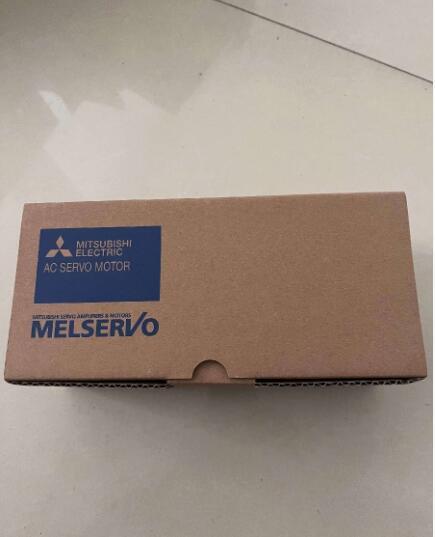 MITSUBISHI
ELECTRIC
AC SERVO MOTOR
MITSUBISHI SERVO AMPLIFIERS & MOTORS
MELSERVO